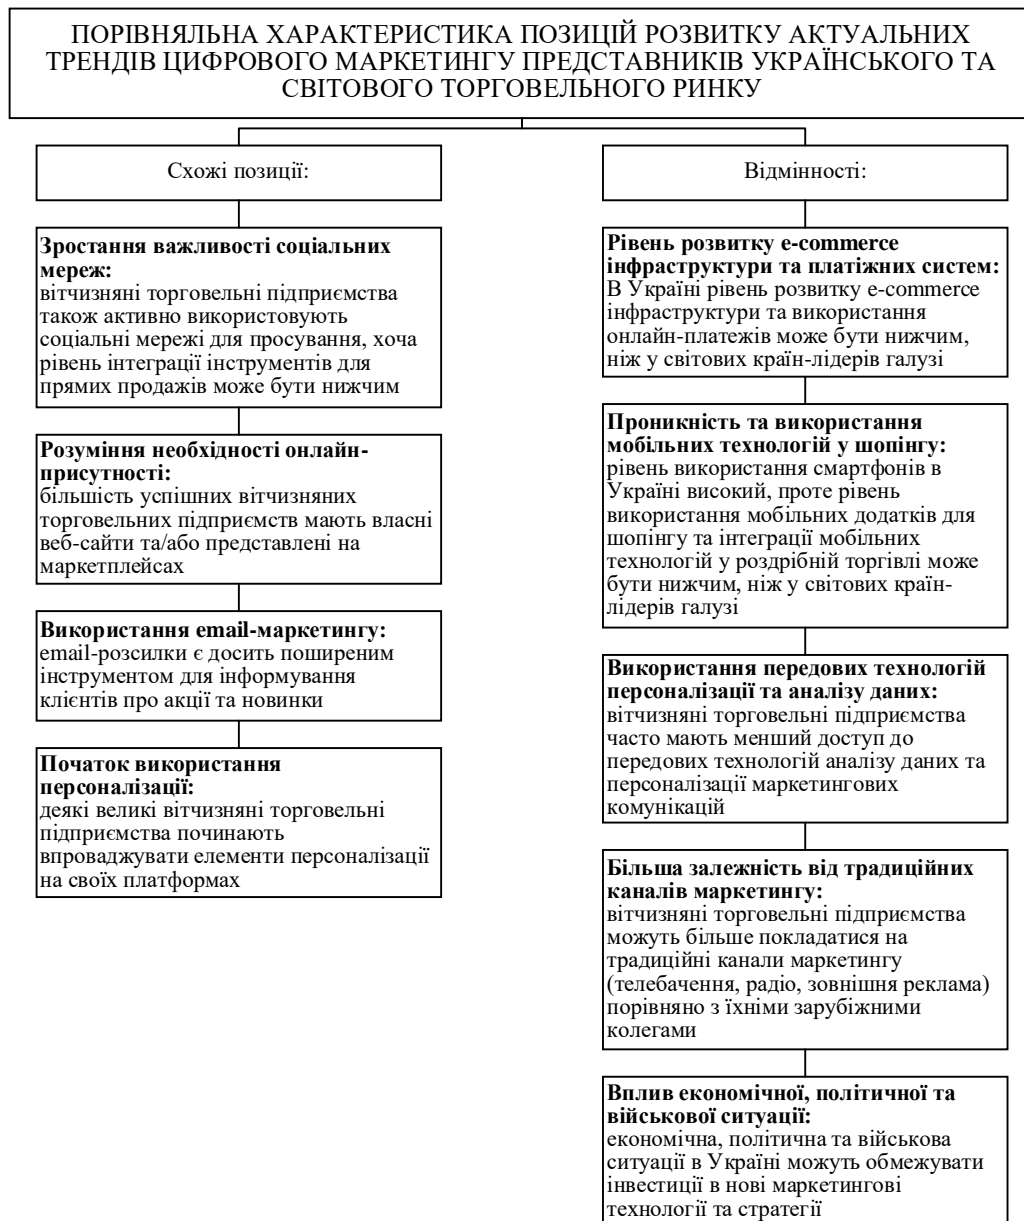 ПОРІВНЯЛЬНА ХАРАКТЕРИСТИКА ПОЗИЦІЙ РОЗВИТКУ АКТУАЛЬНИХ
ТРЕНДІВ ЦИФРОВОГО МАРКЕТИНГУ ПРЕДСТАВНИКІВ УКРАЇНСЬКОГО ТА
СВІТОВОГО ТОРГОВЕЛЬНОГО РИНКУ
Схожі позиції:
Зростання важливості соціальних
мереж:
вітчизняні торговельні підприємства
також активно використовують
соціальні мережі для просування, хоча
рівень інтеграції інструментів для
прямих продажів може бути нижчим
Розуміння необхідності онлайн-
присутності:
більшість успішних вітчизняних
торговельних підприємств мають власні
веб-сайти та/або представлені на
маркетплейсах
Використання email-маркетингу:
email-розсилки є досить поширеним
інструментом для інформування
клієнтів про акції та новинки
Початок використання
персоналізації:
деякі великі вітчизняні торговельні
підприємства починають
впроваджувати елементи персоналізації
на своїх платформах
Відмінності:
Рівень розвитку e-commerce
інфраструктури та платіжних систем:
В Україні рівень розвитку e-commerce
інфраструктури та використання
онлайн-платежів може бути нижчим,
ніж у світових країн-лідерів галузі
Проникність та використання
мобільних технологій у шопінгу:
рівень використання смартфонів в
Україні високий, проте рівень
використання мобільних додатків для
шопінгу та інтеграції мобільних
технологій у роздрібній торгівлі може
бути нижчим, ніж у світових країн-
лідерів галузі
Використання передових технологій
персоналізації та аналізу даних:
вітчизняні торговельні підприємства
часто мають менший доступ до
передових технологій аналізу даних та
персоналізації маркетингових
комунікацій
Більша залежність від традиційних
каналів маркетингу:
вітчизняні торговельні підприємства
можуть більше покладатися на
традиційні канали маркетингу
(телебачення, радіо, зовнішня реклама)
порівняно з їхніми зарубіжними
колегами
Вплив економічної, політичної та
військової ситуації:
економічна, політична та військова
ситуації в Україні можуть обмежувати
інвестиції в нові маркетингові
технології та стратегії